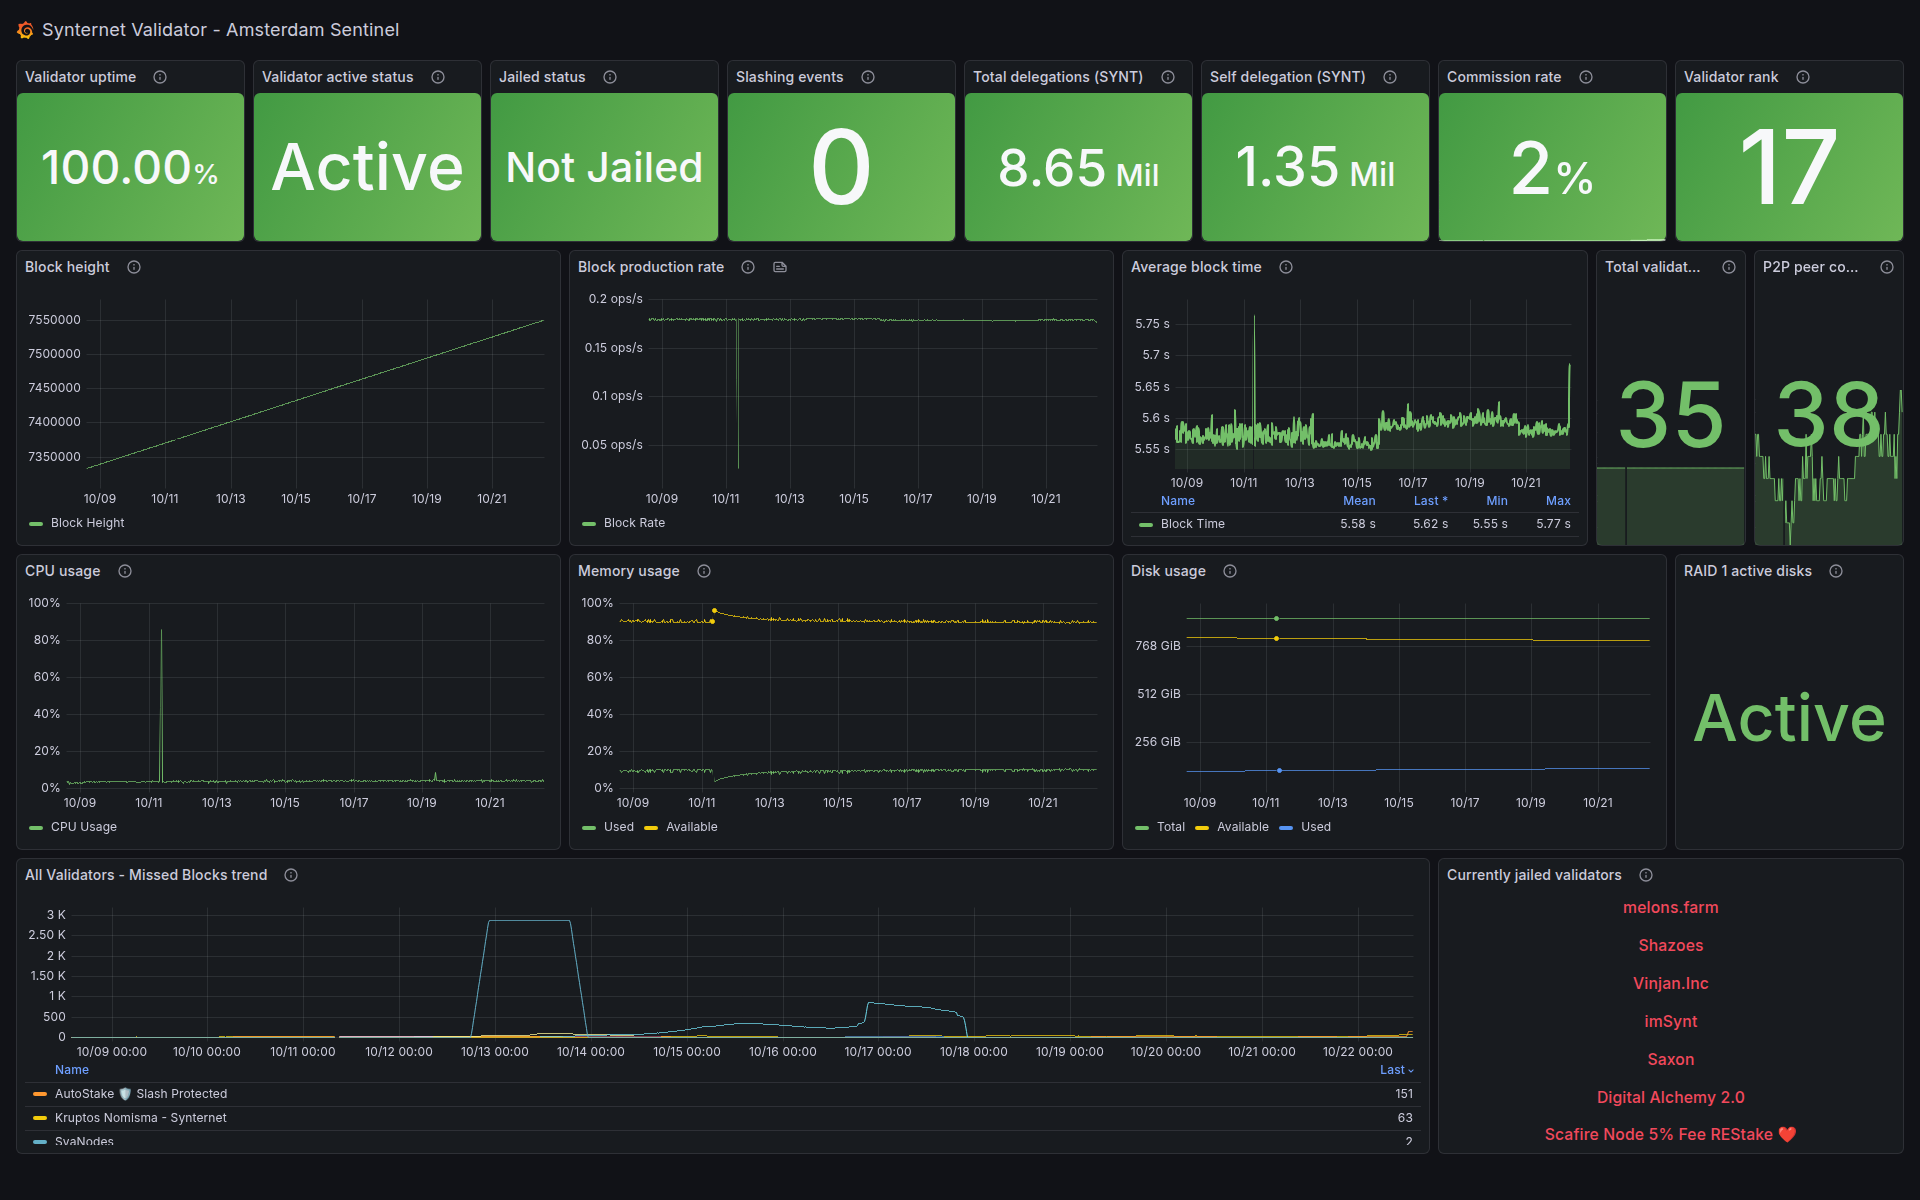 Synternet Validator - Amsterdam Sentinel
Validator uptime
Validator active status
Jailed status
Slashing events
Total delegations (SYNT)
Self delegation (SYNT)
Commission rate
Validator rank
100.00%
Active
Not Jailed
0
8.65 Mil
1.35 Mil
2%
17
Block height
7550000
7500000
7450000
7400000
7350000
10/09 10/11 10/13 10/15 10/17 10/19 10/21
Block Height
Block production rate
0.2 ops/s
0.15 ops/s
0.1 ops/s
0.05 ops/s
10/09 10/11 10/13 10/15 10/17 10/19 10/21
Block Rate
Average block time
5.75 s
5.7 s
5.65 s
5.6 s
5.55 s
10/09 10/11 10/13 10/15 10/17 10/19 10/21
Name Mean Last * Min Max
Block Time 5.58 s 5.62 s 5.55 s 5.77 s
Total validat...
35
P2P peer co...
38
CPU usage
100%
80%
60%
40%
20%
0%
10/09 10/11 10/13 10/15 10/17 10/19 10/21
CPU Usage
Memory usage
100%
80%
60%
40%
20%
0%
10/09 10/11 10/13 10/15 10/17 10/19 10/21
Used Available
Disk usage
768 GiB
512 GiB
256 GiB
10/09 10/11 10/13 10/15 10/17 10/19 10/21
Total Available Used
RAID 1 active disks
Active
All Validators - Missed Blocks trend
3 K
2.50 K
2 K
1.50 K
1 K
500
0
10/09 00:00 10/10 00:00 10/11 00:00 10/12 00:00 10/13 00:00 10/14 00:00 10/15 00:00 10/16 00:00 10/17 00:00 10/18 00:00 10/19 00:00 10/20 00:00 10/21 00:00 10/22 00:00
Name Last
AutoStake 🛡️ Slash Protected 151
Kruptos Nomisma - Synternet 63
SvaNodes 2
Currently jailed validators
melons.farm
Shazoes
Vinjan.Inc
imSynt
Saxon
Digital Alchemy 2.0
Scafire Node 5% Fee REStake ❤️